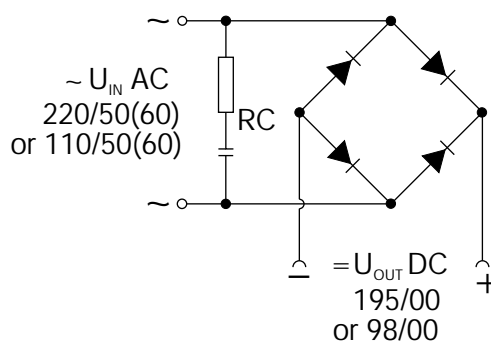 ~
~ U_IN AC
220/50(60)
or 110/50(60)
RC
~
= U_OUT DC
195/00
or 98/00
− +